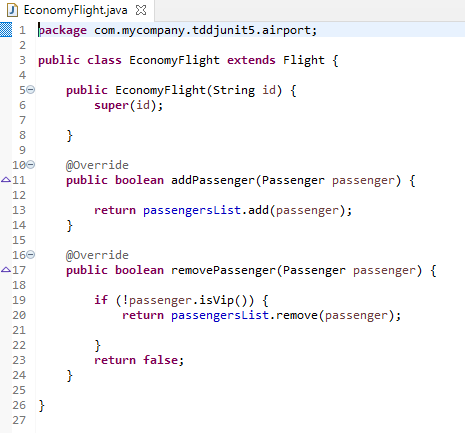 EconomyFlight.java
1 package com.mycompany.tddjunit5.airport;
2
3 public class EconomyFlight extends Flight {
4
5     public EconomyFlight(String id) {
6         super(id);
7
8     }
9
10     @Override
11     public boolean addPassenger(Passenger passenger) {
12
13         return passengersList.add(passenger);
14     }
15
16     @Override
17     public boolean removePassenger(Passenger passenger) {
18
19         if (!passenger.isVip()) {
20             return passengersList.remove(passenger);
21
22         }
23         return false;
24     }
25
26 }
27